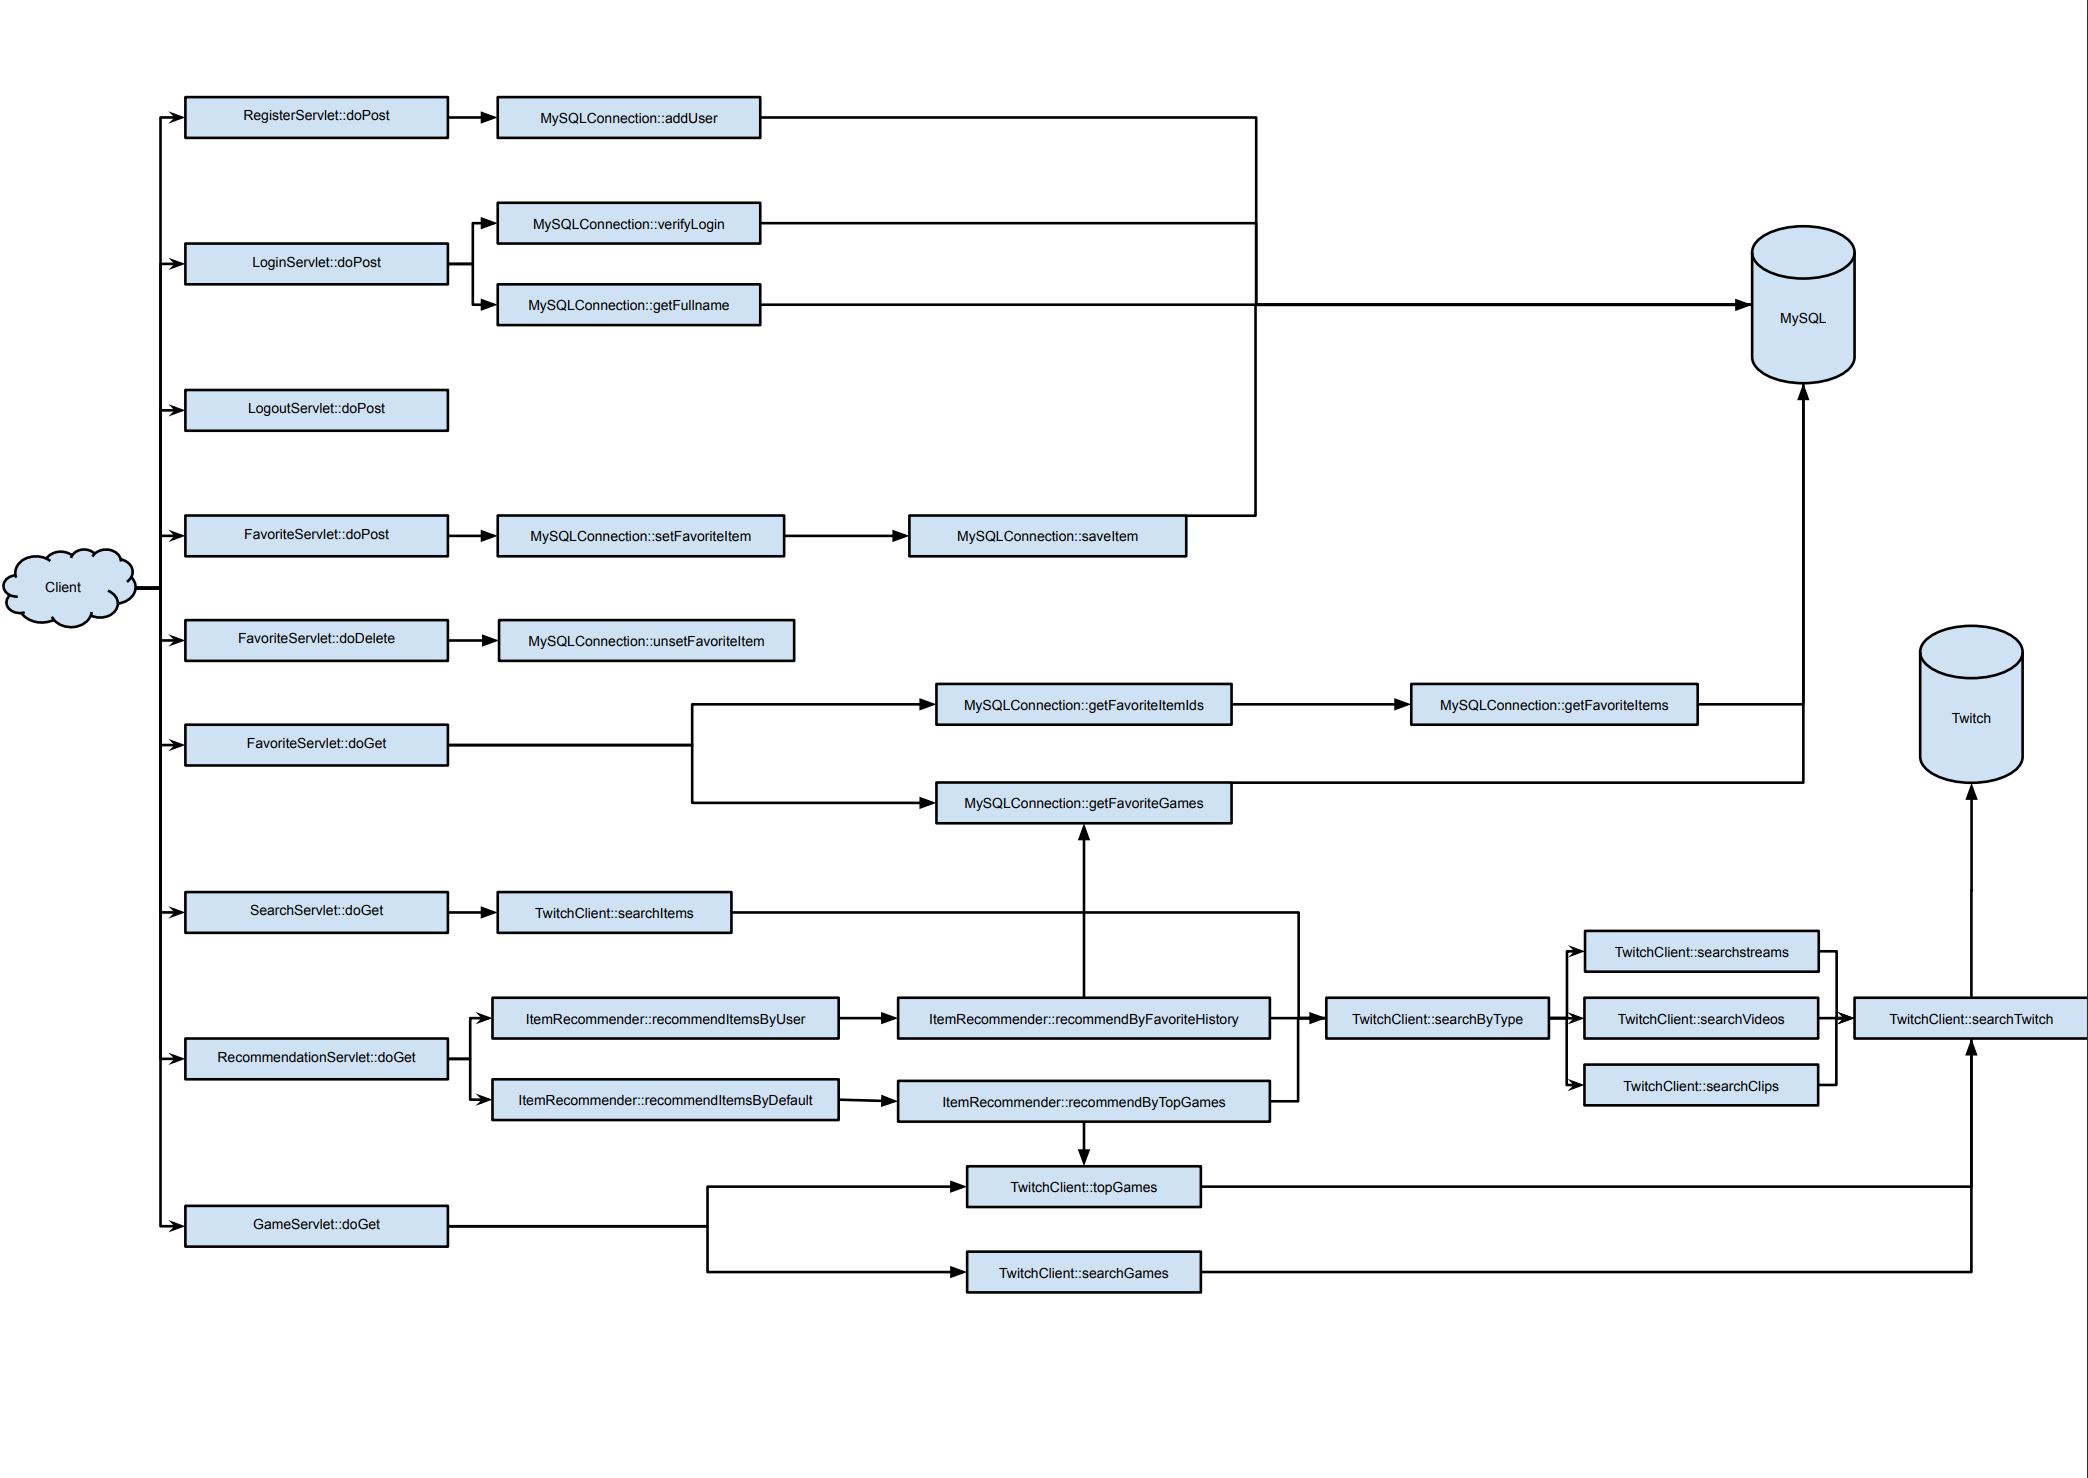 RegisterServlet::doPost
MySQLConnection::addUser
MySQLConnection::verifyLogin
LoginServlet::doPost
MySQLConnection::getFullname
MySQL
LogoutServlet::doPost
FavoriteServlet::doPost
MySQLConnection::setFavoriteItem
MySQLConnection::saveItem
Client
FavoriteServlet::doDelete
MySQLConnection::unsetFavoriteItem
MySQLConnection::getFavoriteItemIds
MySQLConnection::getFavoriteItems
Twitch
FavoriteServlet::doGet
MySQLConnection::getFavoriteGames
SearchServlet::doGet
TwitchClient::searchItems
TwitchClient::searchstreams
ItemRecommender::recommendItemsByUser
ItemRecommender::recommendByFavoriteHistory
TwitchClient::searchByType
TwitchClient::searchVideos
TwitchClient::searchTwitch
RecommendationServlet::doGet
TwitchClient::searchClips
ItemRecommender::recommendItemsByDefault
ItemRecommender::recommendByTopGames
TwitchClient::topGames
GameServlet::doGet
TwitchClient::searchGames